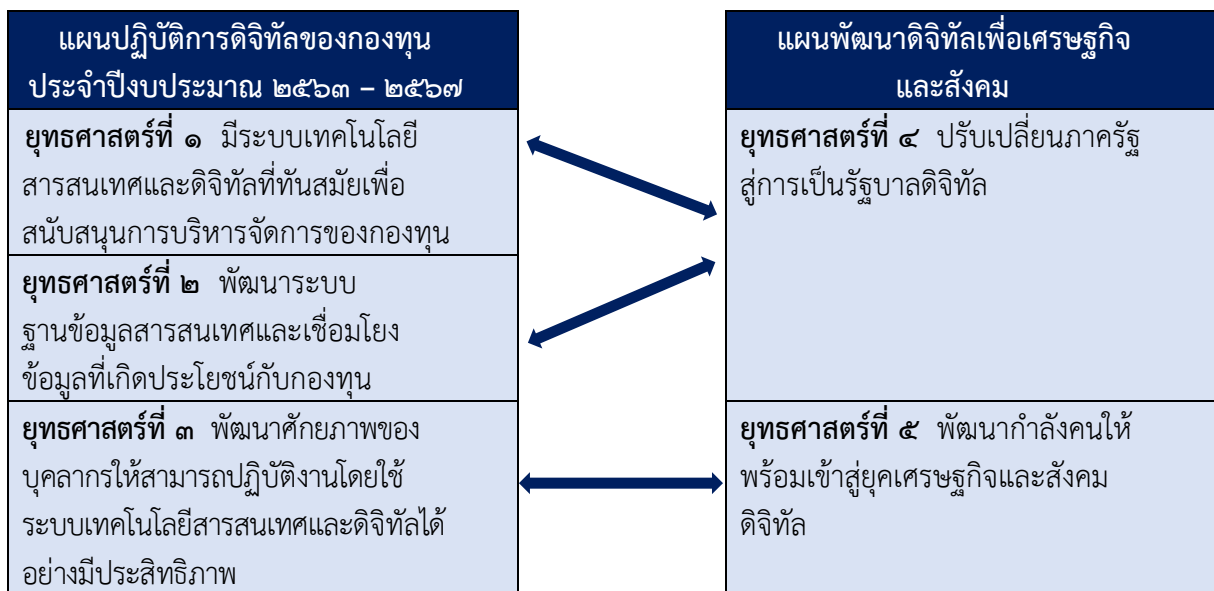 แผนปฏิบัติการดิจิทัลของกองทุน
ประจำปีงบประมาณ ๒๕๖๓ – ๒๕๖๗
ยุทธศาสตร์ที่ ๑ มีระบบเทคโนโลยี
สารสนเทศและดิจิทัลที่ทันสมัยเพื่อ
สนับสนุนการบริหารจัดการของกองทุน
ยุทธศาสตร์ที่ ๒ พัฒนาระบบ
ฐานข้อมูลสารสนเทศและเชื่อมโยง
ข้อมูลที่เกิดประโยชน์กับกองทุน
ยุทธศาสตร์ที่ ๓ พัฒนาศักยภาพของ
บุคลากรให้สามารถปฏิบัติงานโดยใช้
ระบบเทคโนโลยีสารสนเทศและดิจิทัลได้
อย่างมีประสิทธิภาพ
แผนพัฒนาดิจิทัลเพื่อเศรษฐกิจ
และสังคม
ยุทธศาสตร์ที่ ๔ ปรับเปลี่ยนภาครัฐ
สู่การเป็นรัฐบาลดิจิทัล
ยุทธศาสตร์ที่ ๕ พัฒนากำลังคนให้
พร้อมเข้าสู่ยุคเศรษฐกิจและสังคม
ดิจิทัล